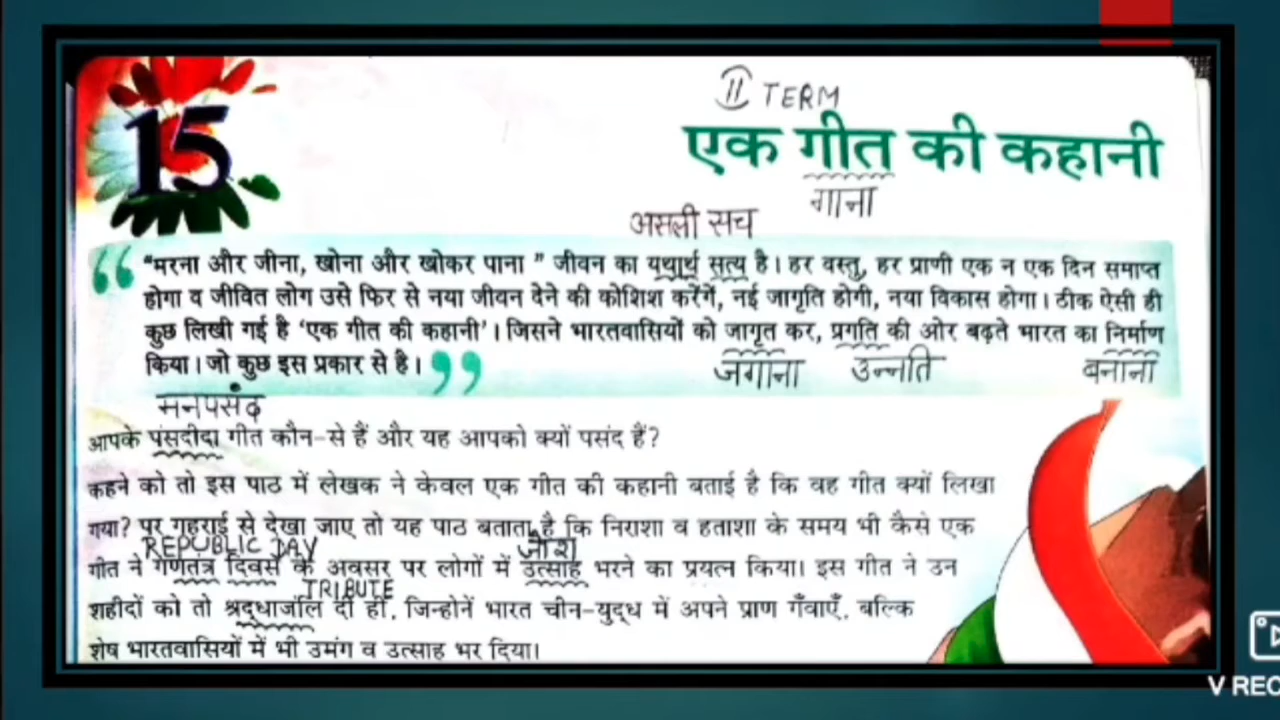 15
II TERM
एक गीत की कहानी
गाना
असली सच
"मरना और जीना, खोना और खोकर पाना " जीवन का यथार्थ सत्य है। हर वस्तु, हर प्राणी एक न एक दिन समाप्त
होगा व जीवित लोग उसे फिर से नया जीवन देने की कोशिश करेंगें, नई जागृति होगी, नया विकास होगा। ठीक ऐसी ही
कुछ लिखी गई है 'एक गीत की कहानी'। जिसने भारतवासियों को जागृत कर, प्रगति की ओर बढ़ते भारत का निर्माण
किया। जो कुछ इस प्रकार से है।
जगाना उन्नति बनाना
मनपसंद
आपके पंसदीदा गीत कौन-से हैं और यह आपको क्यों पसंद हैं?
कहने को तो इस पाठ में लेखक ने केवल एक गीत की कहानी बताई है कि वह गीत क्यों लिखा
गया? पर गहराई से देखा जाए तो यह पाठ बताता है कि निराशा व हताशा के समय भी कैसे एक
REPUBLIC DAY जोश
गीत ने गणतंत्र दिवस के अवसर पर लोगों में उत्साह भरने का प्रयत्न किया। इस गीत ने उन
TRIBUTE
शहीदों को तो श्रद्धाजंलि दी ही, जिन्होनें भारत चीन-युद्ध में अपने प्राण गँवाएँ, बल्कि
शेष भारतवासियों में भी उमंग व उत्साह भर दिया।
V REC